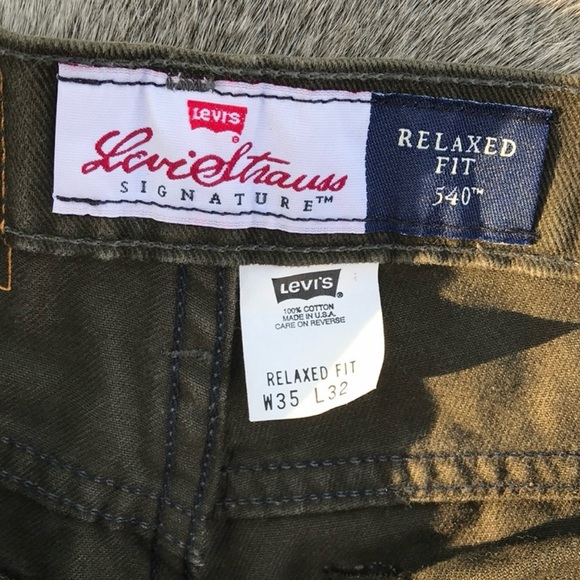 Levi's
®
Levi Strauss
SIGNATURE™
RELAXED
FIT
540™
Levi's
®
100% COTTON
MADE IN U.S.A.
CARE ON REVERSE
RELAXED FIT
W35 L32